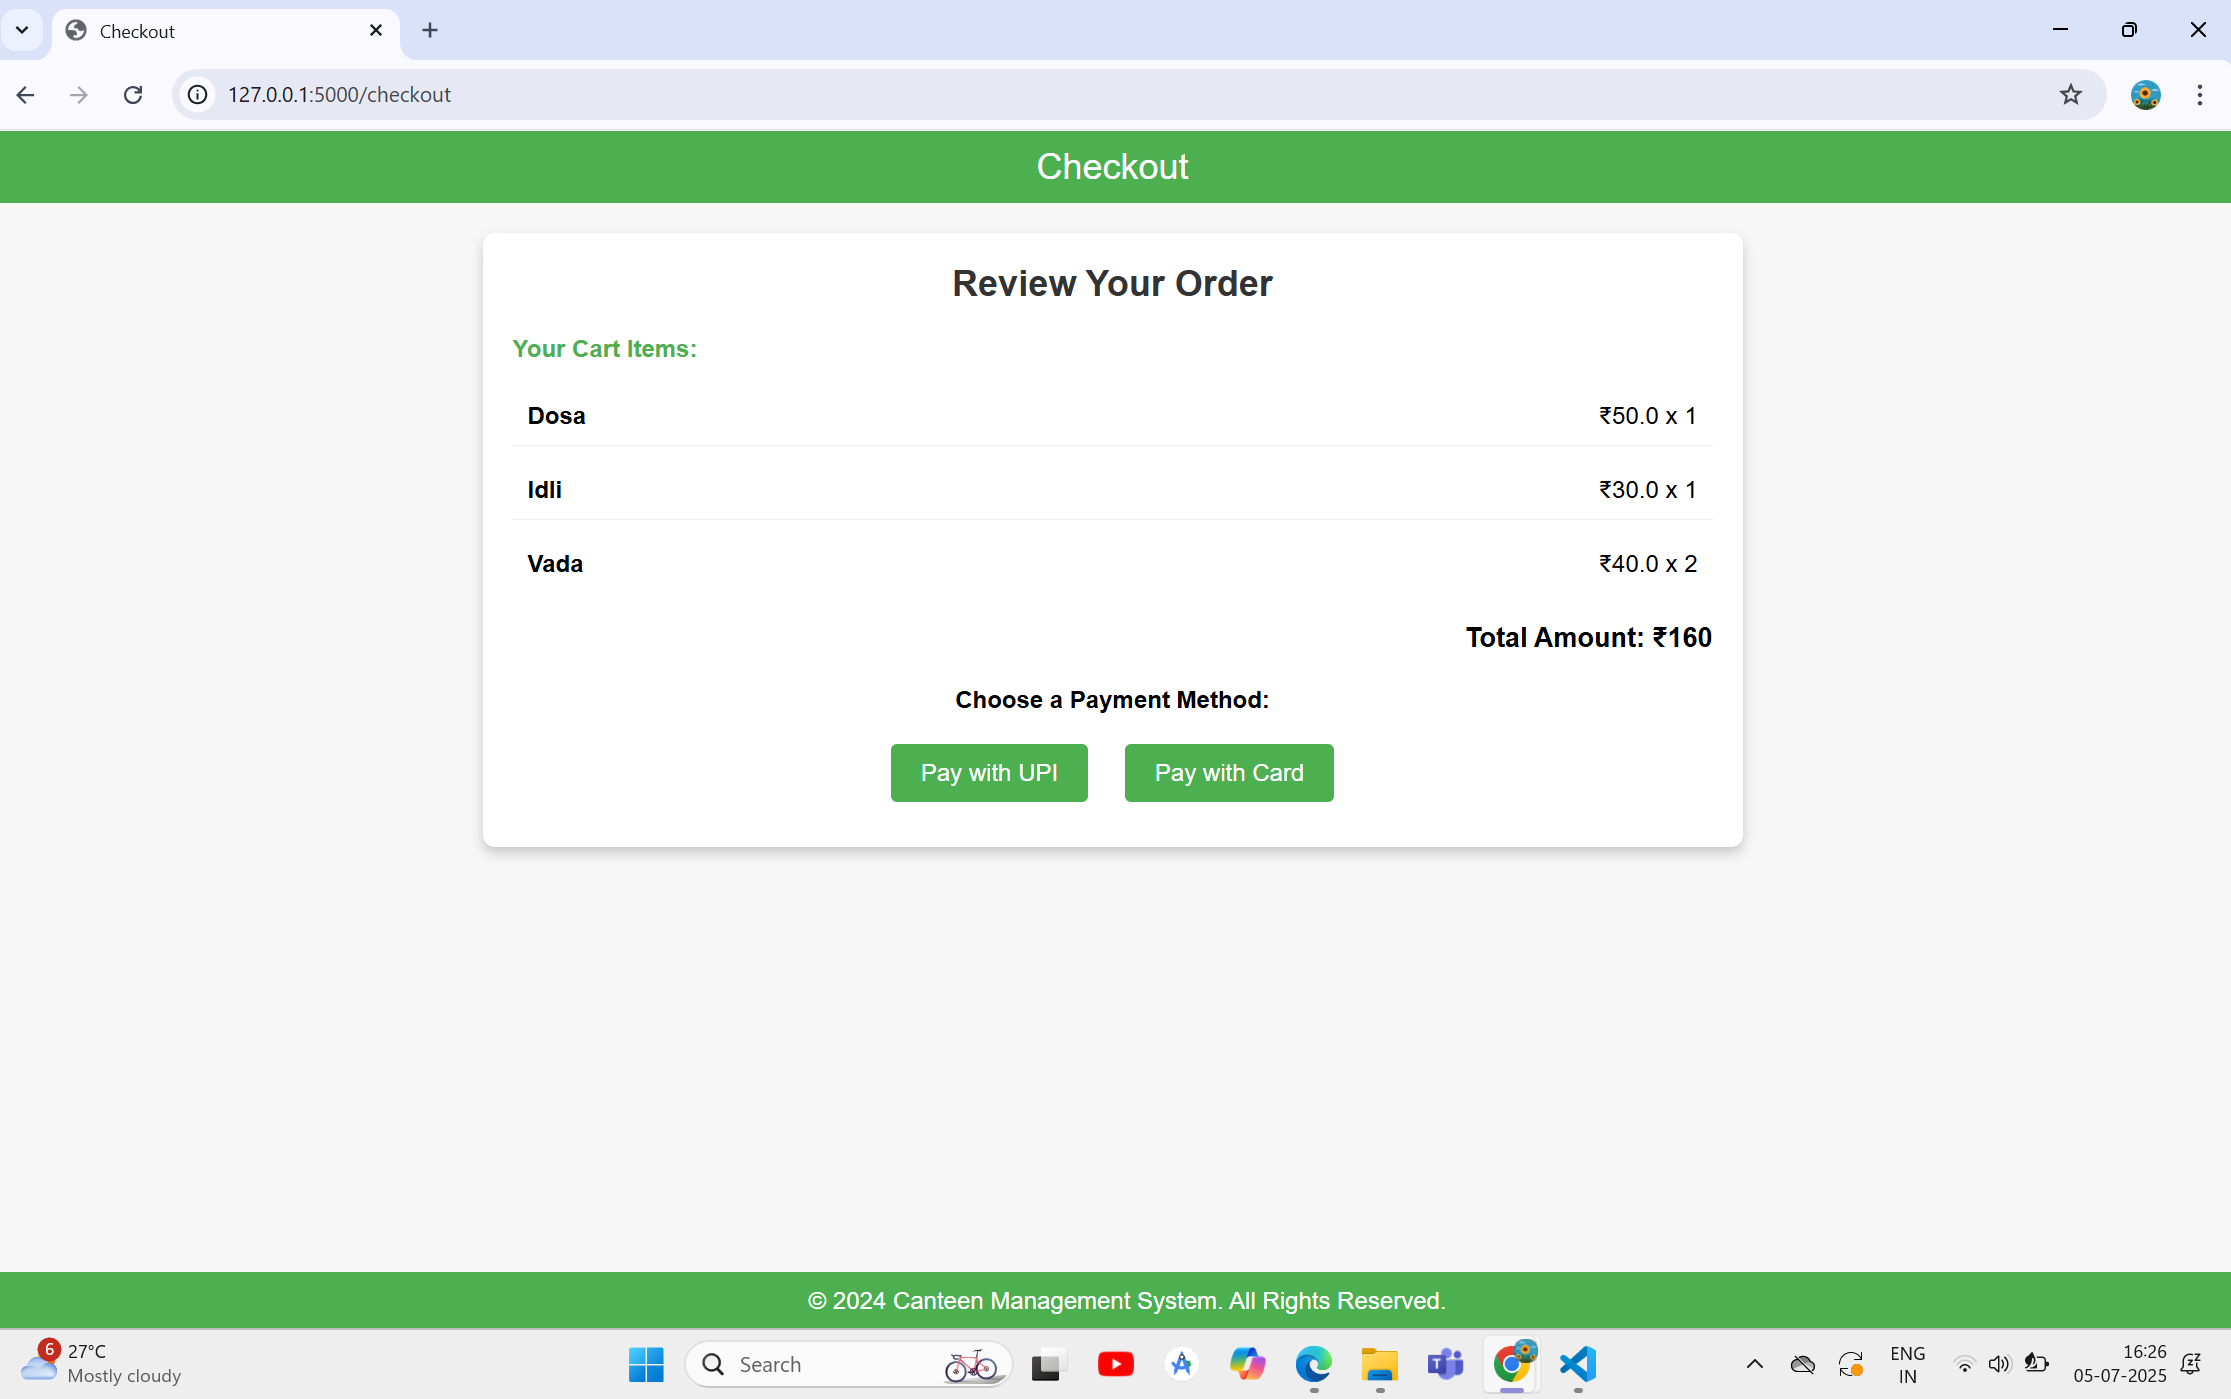 Checkout
127.0.0.1:5000/checkout
Checkout
Review Your Order
Your Cart Items:
Dosa ₹50.0 x 1
Idli ₹30.0 x 1
Vada ₹40.0 x 2
Total Amount: ₹160
Choose a Payment Method:
Pay with UPI Pay with Card
© 2024 Canteen Management System. All Rights Reserved.
6
27°C
Mostly cloudy
Search
ENG
IN
16:26
05-07-2025